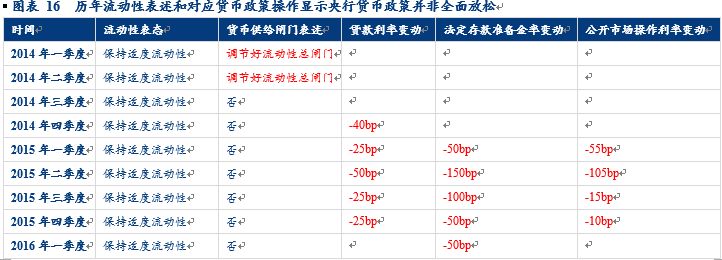 ▪ 图表 16 历年流动性表述和对应货币政策操作显示央行货币政策并非全面放松
时间 流动性表态 货币供给闸门表述 贷款利率变动 法定存款准备金率变动 公开市场操作利率变动
2014 年一季度 保持适度流动性 调节好流动性总闸门
2014 年二季度 保持适度流动性 调节好流动性总闸门
2014 年三季度 保持适度流动性 否
2014 年四季度 保持适度流动性 否 -40bp
2015 年一季度 保持适度流动性 否 -25bp -50bp -55bp
2015 年二季度 保持适度流动性 否 -50bp -150bp -105bp
2015 年三季度 保持适度流动性 否 -25bp -100bp -15bp
2015 年四季度 保持适度流动性 否 -25bp -50bp -10bp
2016 年一季度 保持适度流动性 否 -50bp